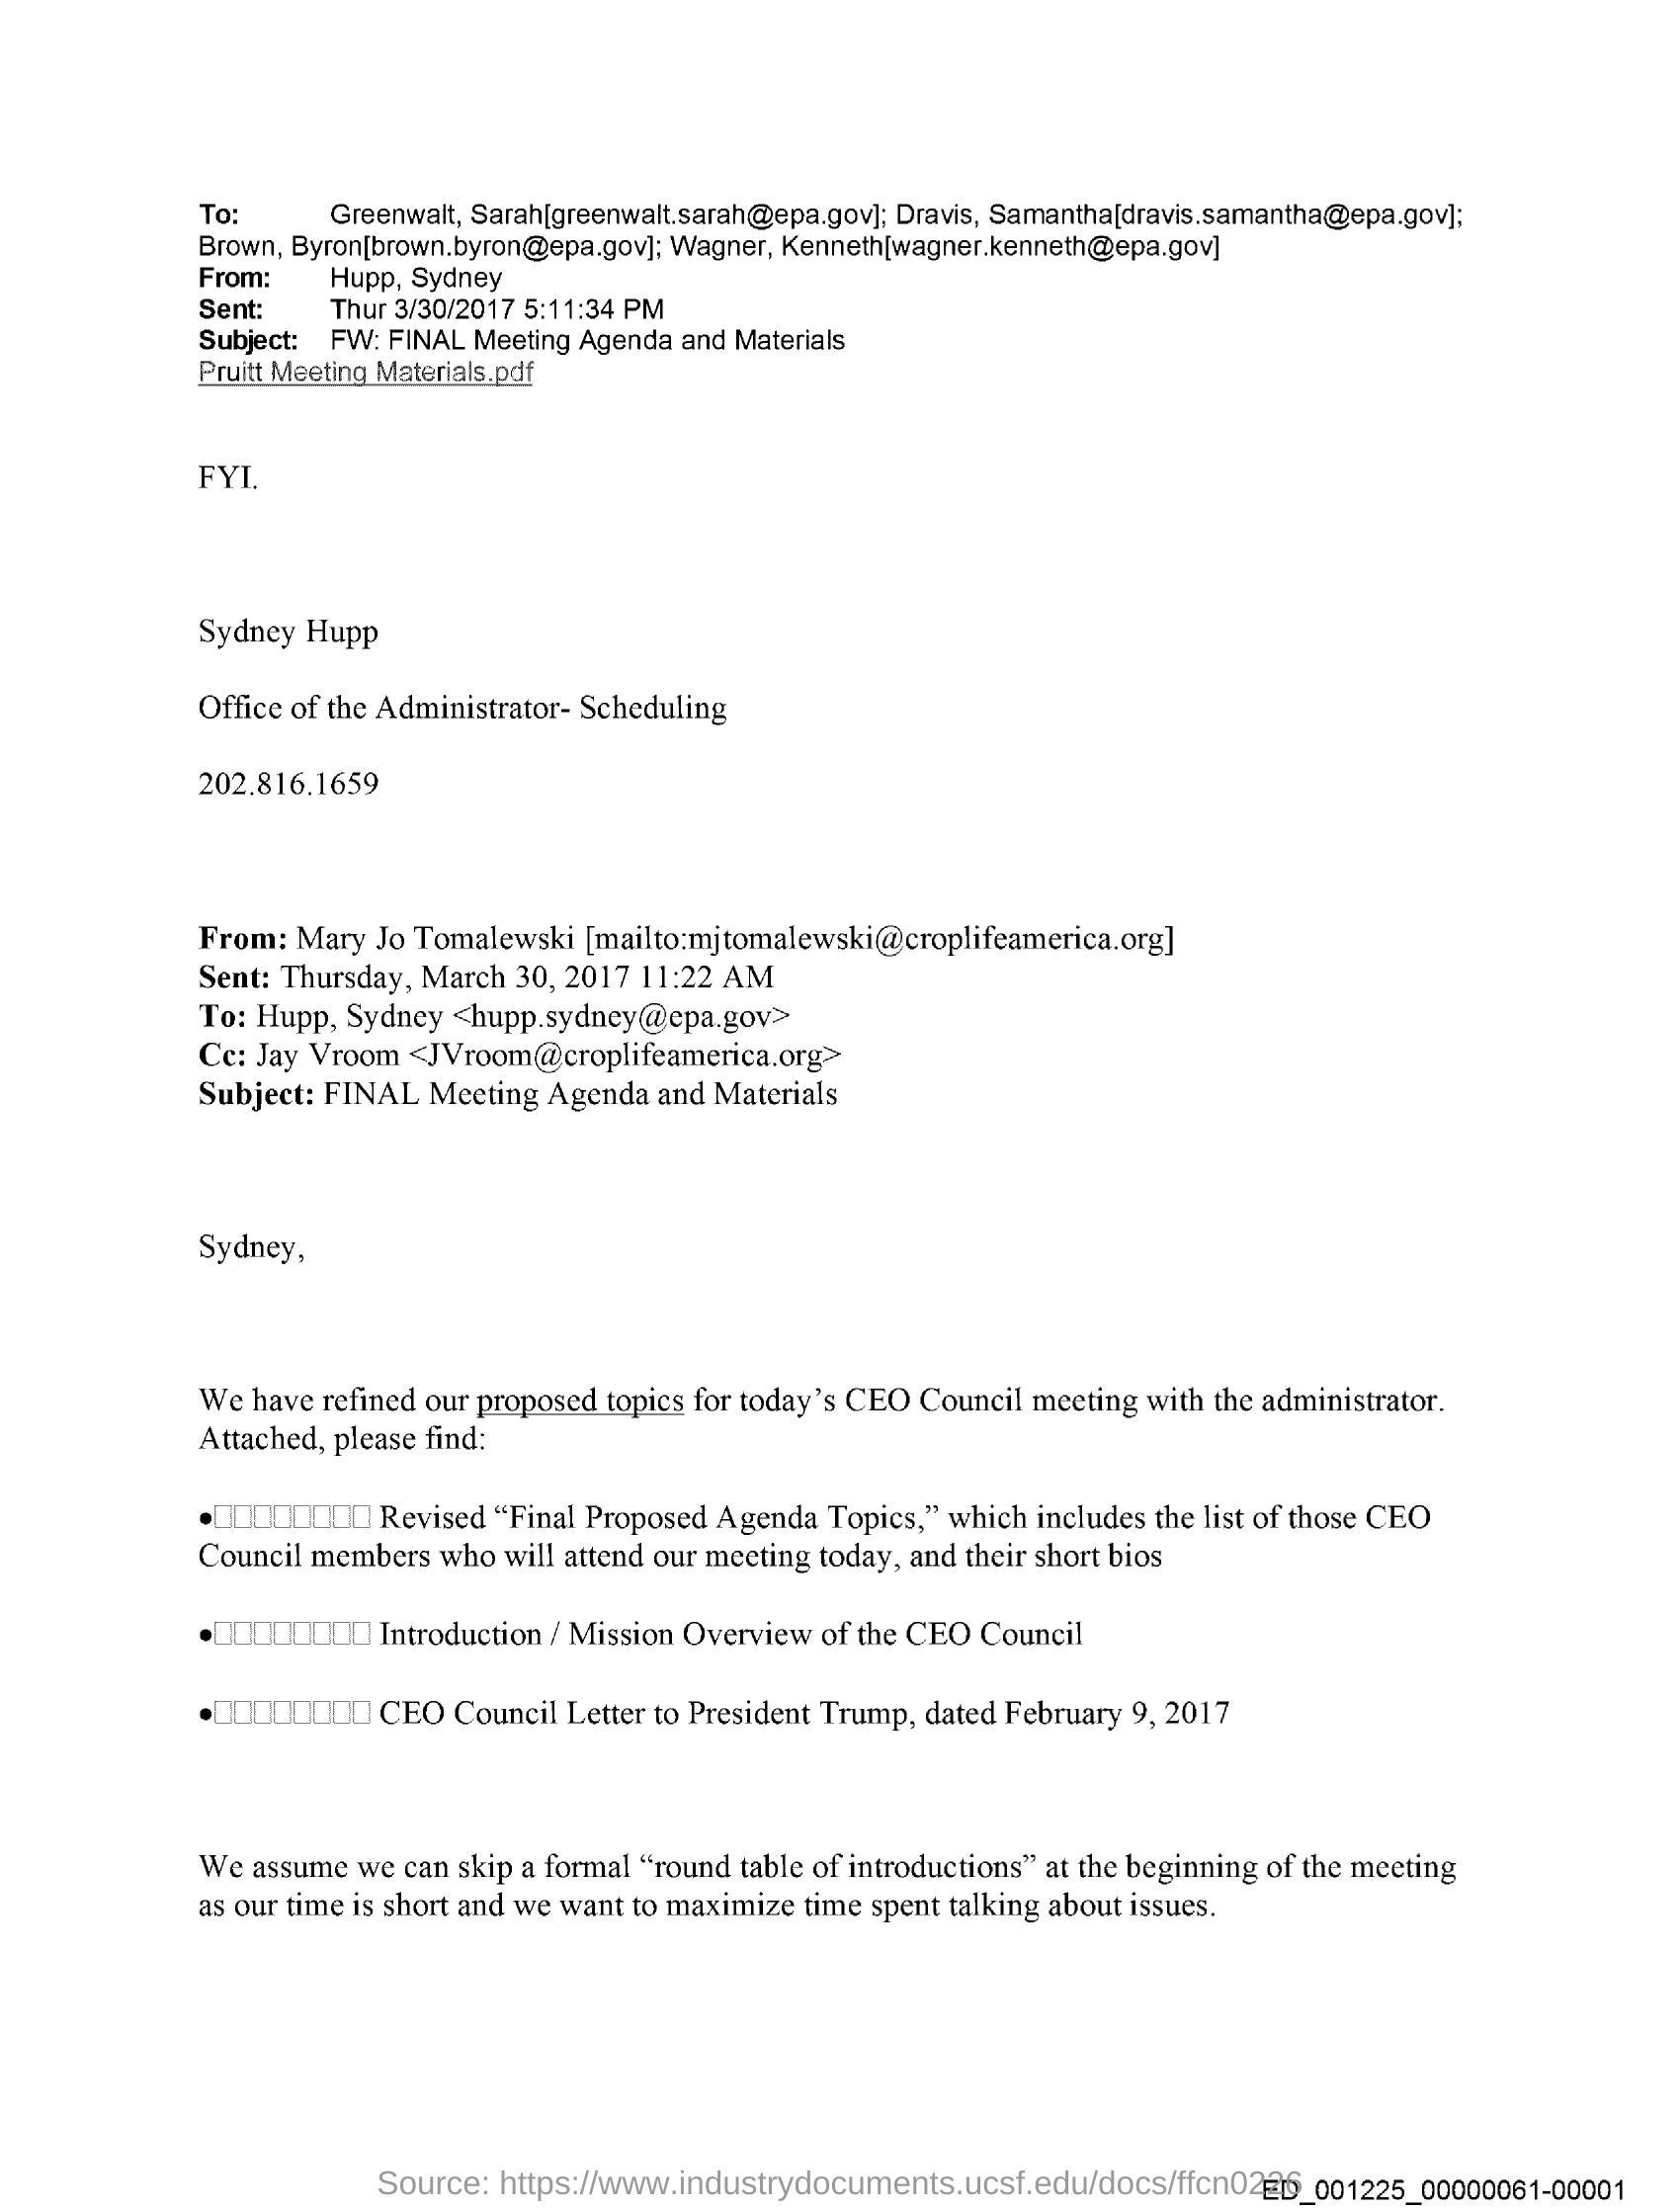 To: Greenwalt, Sarah[greenwalt.sarah@epa.gov]; Dravis, Samantha[dravis.samantha@epa.gov];
Brown, Byron[brown.byron@epa.gov]; Wagner, Kenneth[wagner.kenneth@epa.gov]
From: Hupp, Sydney
Sent: Thur 3/30/2017 5:11:34 PM
Subject: FW: FINAL Meeting Agenda and Materials
Pruitt Meeting Materials.pdf
FYI.
Sydney Hupp
Office of the Administrator- Scheduling
202.816.1659
From: Mary Jo Tomalewski [mailto:mjtomalewski@croplifeamerica.org]
Sent: Thursday, March 30, 2017 11:22 AM
To: Hupp, Sydney <hupp.sydney@epa.gov>
Cc: Jay Vroom <JVroom@croplifeamerica.org>
Subject: FINAL Meeting Agenda and Materials
Sydney,
We have refined our proposed topics for today's CEO Council meeting with the administrator.
Attached, please find:
•□□□□□□□□ Revised “Final Proposed Agenda Topics,” which includes the list of those CEO
Council members who will attend our meeting today, and their short bios
•□□□□□□□□ Introduction / Mission Overview of the CEO Council
•□□□□□□□□ CEO Council Letter to President Trump, dated February 9, 2017
We assume we can skip a formal “round table of introductions” at the beginning of the meeting
as our time is short and we want to maximize time spent talking about issues.
Source: https://www.industrydocuments.ucsf.edu/docs/ffcn0226
ED_001225_00000061-00001